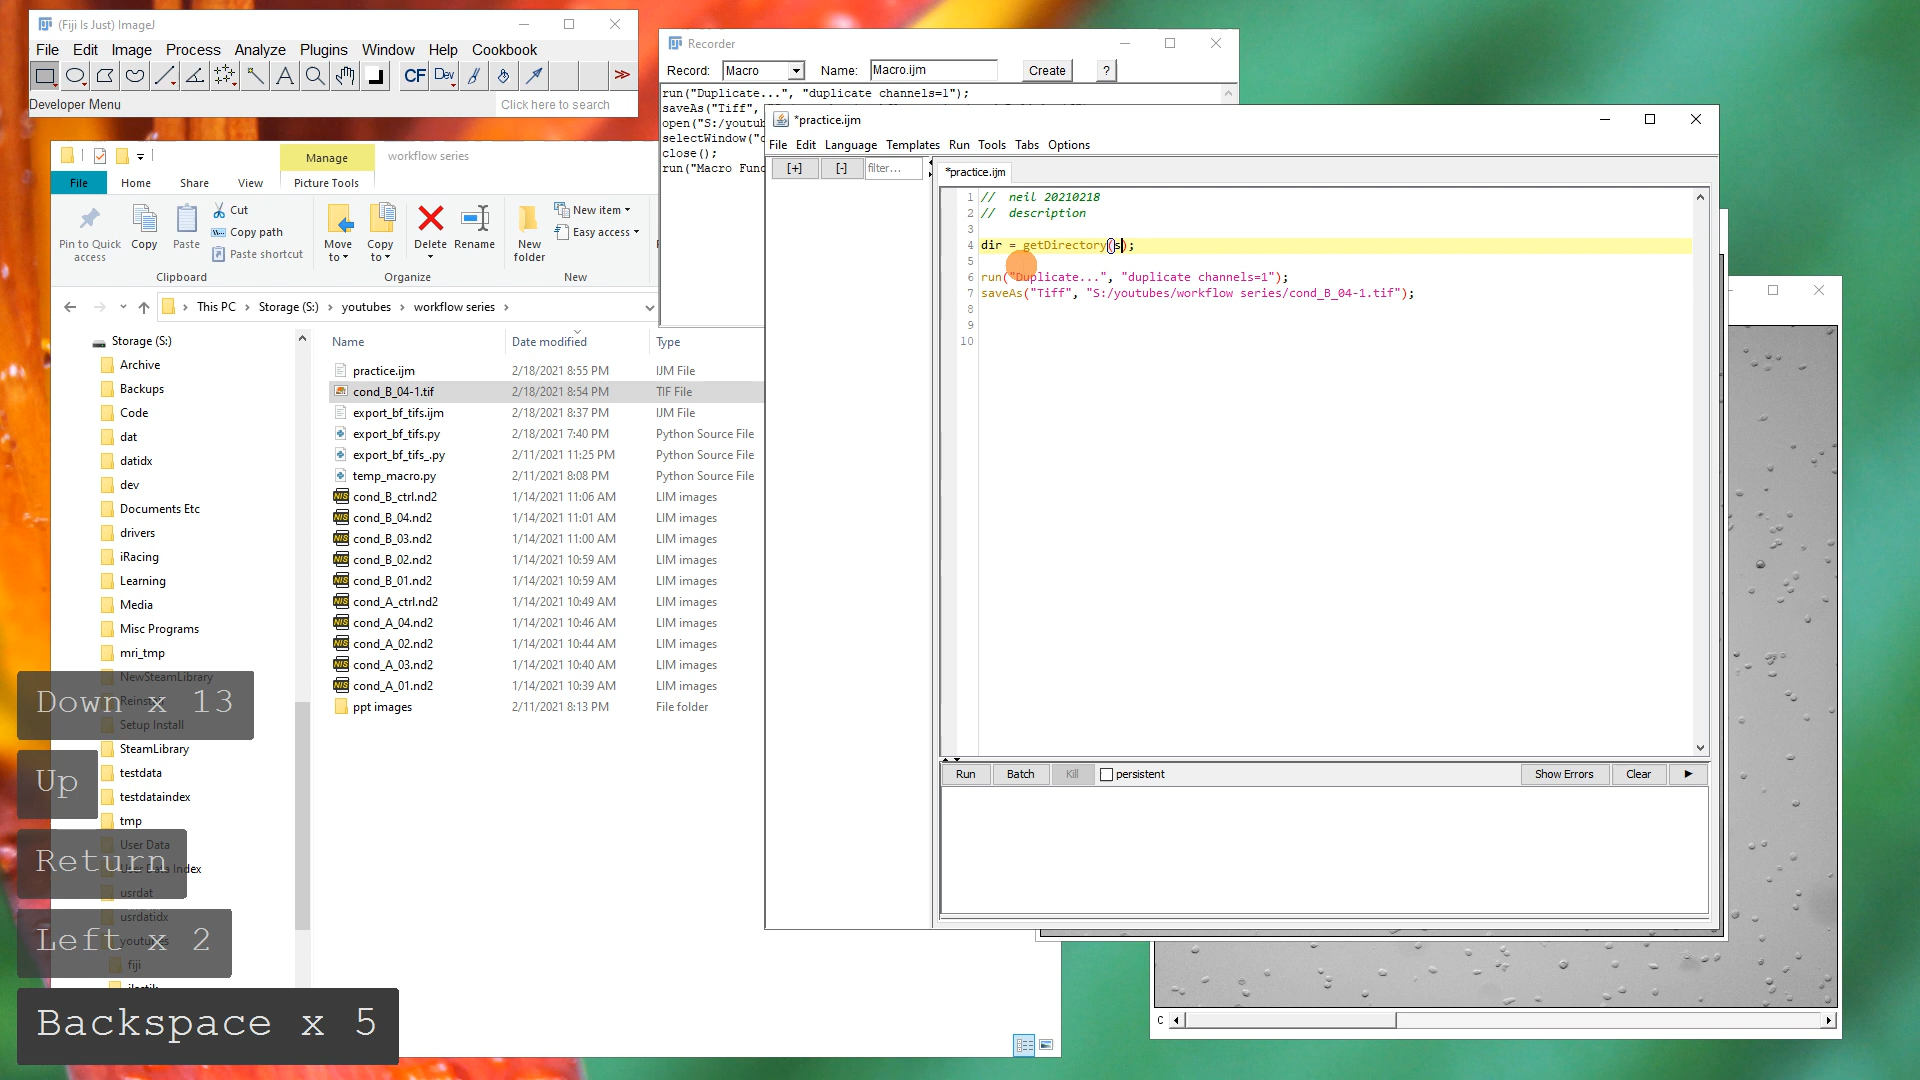 (Fiji Is Just) ImageJ
File Edit Image Process Analyze Plugins Window Help Cookbook
CF Dev
Developer Menu
Click here to search
Recorder
Record: Macro Name: Macro.ijm Create ?
run("Duplicate...", "duplicate channels=1");
saveAs("Tiff",
open("S:/youtub
selectWindow("c
close();
run("Macro Func
Manage
workflow series
File Home Share View Picture Tools
Pin to Quick access
Copy
Paste
Cut
Copy path
Paste shortcut
Clipboard
Move to
Copy to
Delete
Rename
Organize
New folder
New item
Easy access
New
This PC > Storage (S:) > youtubes > workflow series >
Storage (S:)
Archive
Backups
Code
dat
datidx
dev
Documents Etc
drivers
iRacing
Learning
Media
Misc Programs
mri_tmp
NewSteamLibrary
Setup Install
SteamLibrary
testdata
testdataindex
tmp
User Data
usrdat
usrdatidx
fiji
Name Date modified Type
practice.ijm 2/18/2021 8:55 PM IJM File
cond_B_04-1.tif 2/18/2021 8:54 PM TIF File
export_bf_tifs.ijm 2/18/2021 8:37 PM IJM File
export_bf_tifs.py 2/18/2021 7:40 PM Python Source File
export_bf_tifs_.py 2/11/2021 11:25 PM Python Source File
temp_macro.py 2/11/2021 8:08 PM Python Source File
cond_B_ctrl.nd2 1/14/2021 11:06 AM LIM images
cond_B_04.nd2 1/14/2021 11:01 AM LIM images
cond_B_03.nd2 1/14/2021 11:00 AM LIM images
cond_B_02.nd2 1/14/2021 10:59 AM LIM images
cond_B_01.nd2 1/14/2021 10:59 AM LIM images
cond_A_ctrl.nd2 1/14/2021 10:49 AM LIM images
cond_A_04.nd2 1/14/2021 10:46 AM LIM images
cond_A_02.nd2 1/14/2021 10:44 AM LIM images
cond_A_03.nd2 1/14/2021 10:40 AM LIM images
cond_A_01.nd2 1/14/2021 10:39 AM LIM images
ppt images 2/11/2021 8:13 PM File folder
*practice.ijm
File Edit Language Templates Run Tools Tabs Options
[+] [-] filter...
*practice.ijm
1 // neil 20210218
2 // description
3
4 dir = getDirectory(s);
5
6 run("Duplicate...", "duplicate channels=1");
7 saveAs("Tiff", "S:/youtubes/workflow series/cond_B_04-1.tif");
8
9
10
Run Batch Kill persistent Show Errors Clear
C
Down x 13
Up
Return
Left x 2
Backspace x 5